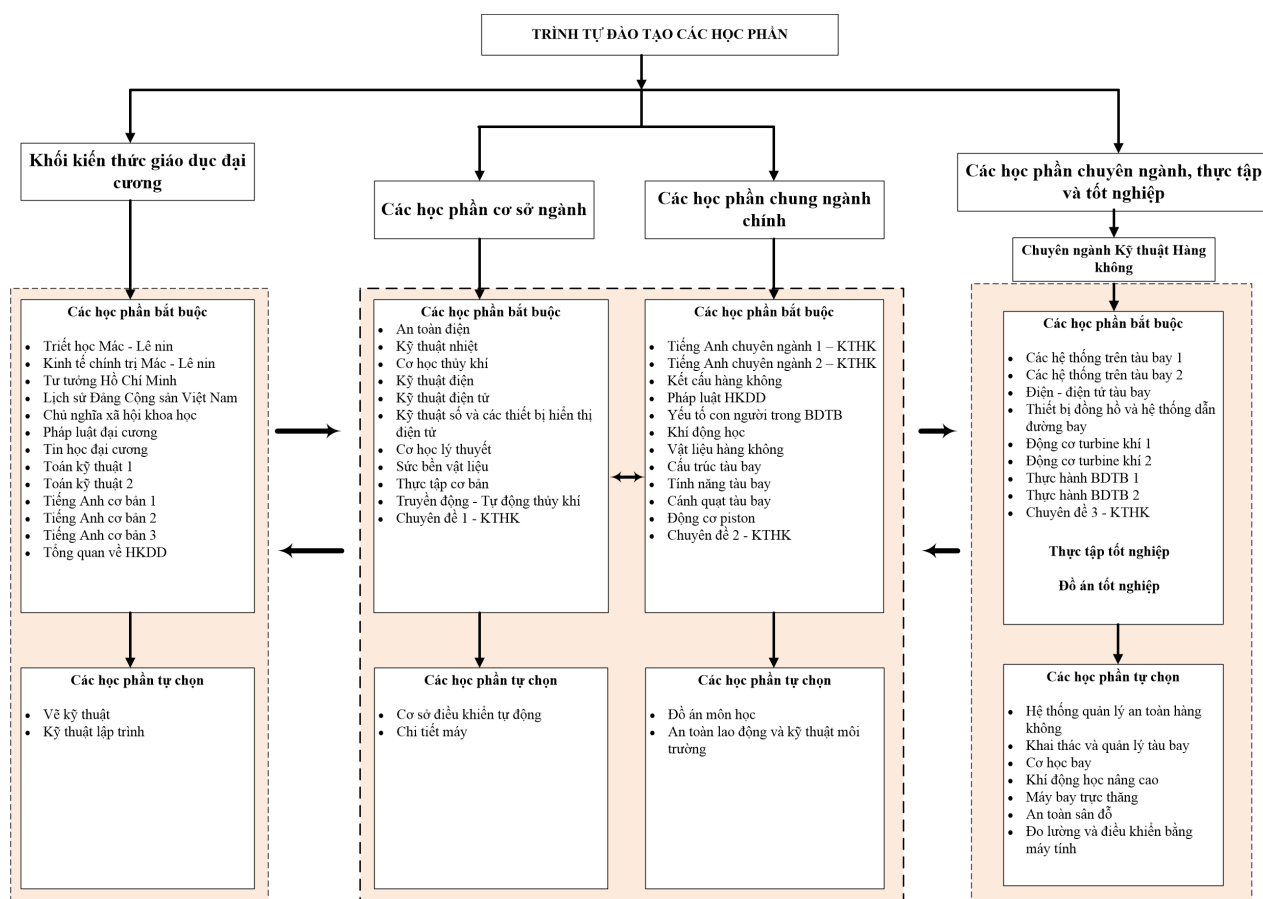 TRÌNH TỰ ĐÀO TẠO CÁC HỌC PHẦN
Khối kiến thức giáo dục đại
cương
Các học phần cơ sở ngành
Các học phần chung ngành
chính
Các học phần chuyên ngành, thực tập
và tốt nghiệp
Chuyên ngành Kỹ thuật Hàng
không
Các học phần bắt buộc
Triết học Mác - Lê nin
Kinh tế chính trị Mác - Lê nin
Tư tưởng Hồ Chí Minh
Lịch sử Đảng Cộng sản Việt Nam
Chủ nghĩa xã hội khoa học
Pháp luật đại cương
Tin học đại cương
Toán kỹ thuật 1
Toán kỹ thuật 2
Tiếng Anh cơ bản 1
Tiếng Anh cơ bản 2
Tiếng Anh cơ bản 3
Tổng quan về HKDD
Các học phần tự chọn
Vẽ kỹ thuật
Kỹ thuật lập trình
Các học phần bắt buộc
An toàn điện
Kỹ thuật nhiệt
Cơ học thủy khí
Kỹ thuật điện
Kỹ thuật điện tử
Kỹ thuật số và các thiết bị hiển thị
điện tử
Cơ học lý thuyết
Sức bền vật liệu
Thực tập cơ bản
Truyền động - Tự động thủy khí
Chuyên đề 1 - KTHK
Các học phần tự chọn
Cơ sở điều khiển tự động
Chi tiết máy
Các học phần bắt buộc
Tiếng Anh chuyên ngành 1 – KTHK
Tiếng Anh chuyên ngành 2 – KTHK
Kết cấu hàng không
Pháp luật HKDD
Yếu tố con người trong BDTB
Khí động học
Vật liệu hàng không
Cấu trúc tàu bay
Tính năng tàu bay
Cánh quạt tàu bay
Động cơ piston
Chuyên đề 2 - KTHK
Các học phần tự chọn
Đồ án môn học
An toàn lao động và kỹ thuật môi
trường
Các học phần bắt buộc
Các hệ thống trên tàu bay 1
Các hệ thống trên tàu bay 2
Điện - điện tử tàu bay
Thiết bị đồng hồ và hệ thống dẫn
đường bay
Động cơ turbine khí 1
Động cơ turbine khí 2
Thực hành BDTB 1
Thực hành BDTB 2
Chuyên đề 3 - KTHK
Thực tập tốt nghiệp
Đồ án tốt nghiệp
Các học phần tự chọn
Hệ thống quản lý an toàn hàng
không
Khai thác và quản lý tàu bay
Cơ học bay
Khí động học nâng cao
Máy bay trực thăng
An toàn sân đỗ
Đo lường và điều khiển bằng
máy tính